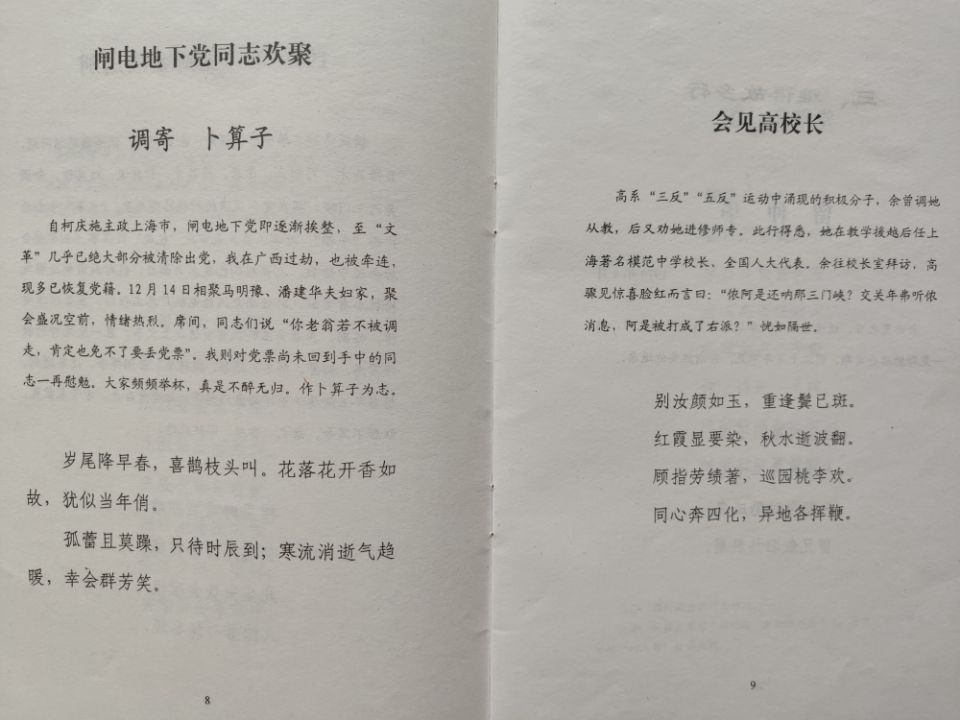 闸电地下党同志欢聚
调寄 卜算子
自柯庆施主政上海市，闸电地下党即逐渐挨整，至“文
革”几乎已绝大部分被清除出党，我在广西过劫，也被牵连，
现多已恢复党籍。12月14日相聚马明豫、潘建华夫妇家，聚
会盛况空前，情绪热烈。席间，同志们说“你老翁若不被调
走，肯定也免不了要丢党票”。我则对党票尚未回到手中的同
志一再慰勉。大家频频举杯，真是不醉无归。作卜算子为志。
岁尾降早春，喜鹊枝头叫。花落花开香如
故，犹似当年俏。
孤蕾且莫躁，只待时辰到；寒流消逝气趋
暖，幸会群芳笑。
8
会见高校长
高系“三反”“五反”运动中涌现的积极分子，余曾调她
从教，后又劝她进修师专。此行得悉，她在教学援越后任上
海著名模范中学校长、全国人大代表。余往校长室拜访，高
骤见惊喜脸红而言曰：“侬阿是还呐那三门峡？交关年弗听侬
消息，阿是被打成了右派？”恍如隔世。
别汝颜如玉，重逢鬓已斑。
红霞显要染，秋水逝波翻。
顾指劳绩著，巡园桃李欢。
同心奔四化，异地各挥鞭。
9